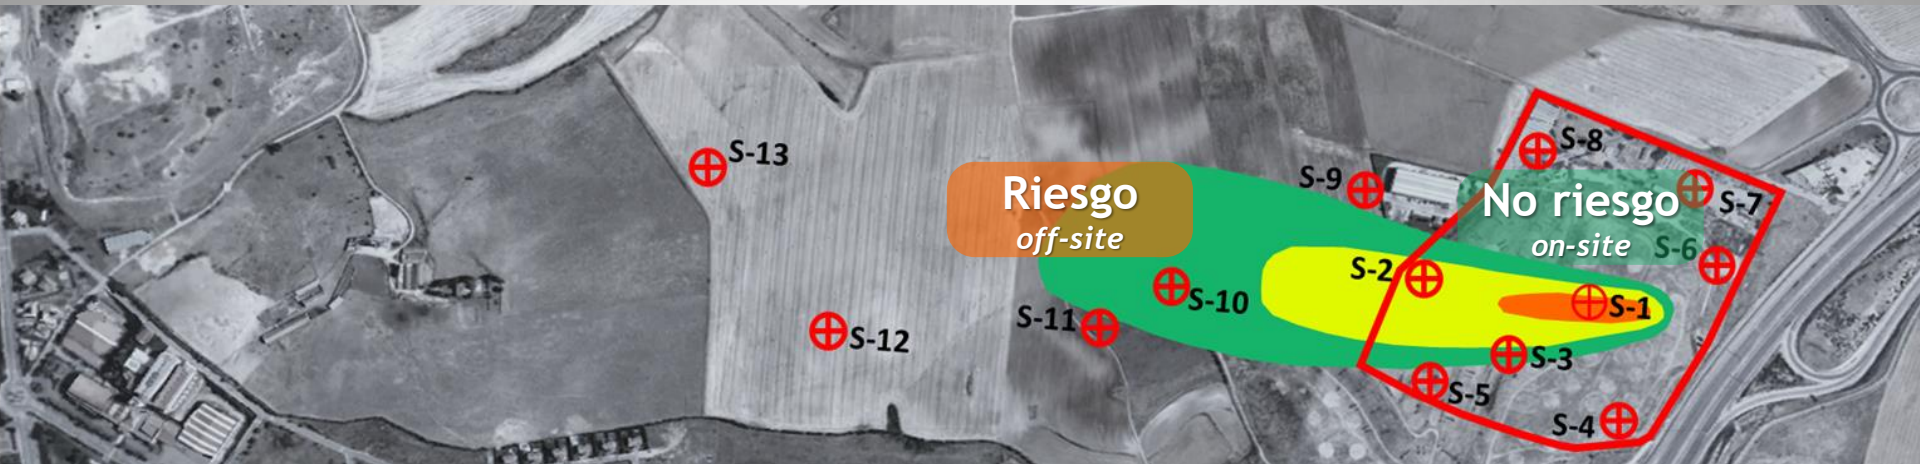 S-8
S-13
Riesgo
off-site
S-9
No riesgo
on-site
S-7
S-6
S-2
S-10
S-1
S-11
S-12
S-3
S-5
S-4